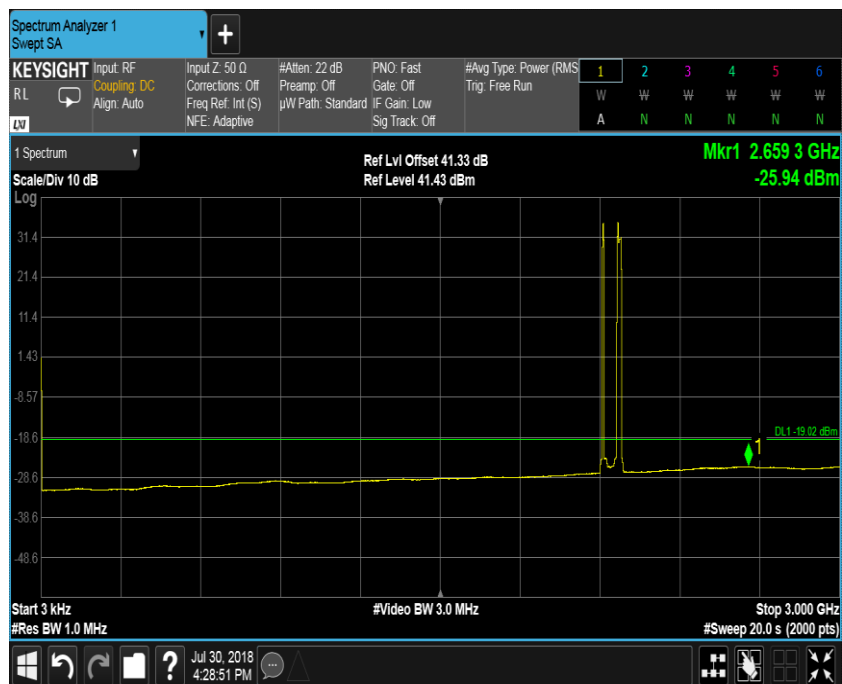 Spectrum Analyzer 1
Swept SA
+
KEYSIGHT
RL
LXI
Input: RF
Coupling: DC
Align: Auto
Input Z: 50 Ω
Corrections: Off
Freq Ref: Int (S)
NFE: Adaptive
#Atten: 22 dB
Preamp: Off
µW Path: Standard
PNO: Fast
Gate: Off
IF Gain: Low
Sig Track: Off
#Avg Type: Power (RMS
Trig: Free Run
1 2 3 4 5 6
W W W W W W
A N N N N N
1 Spectrum
Scale/Div 10 dB
Ref Lvl Offset 41.33 dB
Ref Level 41.43 dBm
Mkr1 2.659 3 GHz
-25.94 dBm
Log
31.4
21.4
11.4
1.43
-8.57
-18.6
-28.6
-38.6
-48.6
DL1 -19.02 dBm
1
Start 3 kHz
#Res BW 1.0 MHz
#Video BW 3.0 MHz
Stop 3.000 GHz
#Sweep 20.0 s (2000 pts)
?
Jul 30, 2018
4:28:51 PM